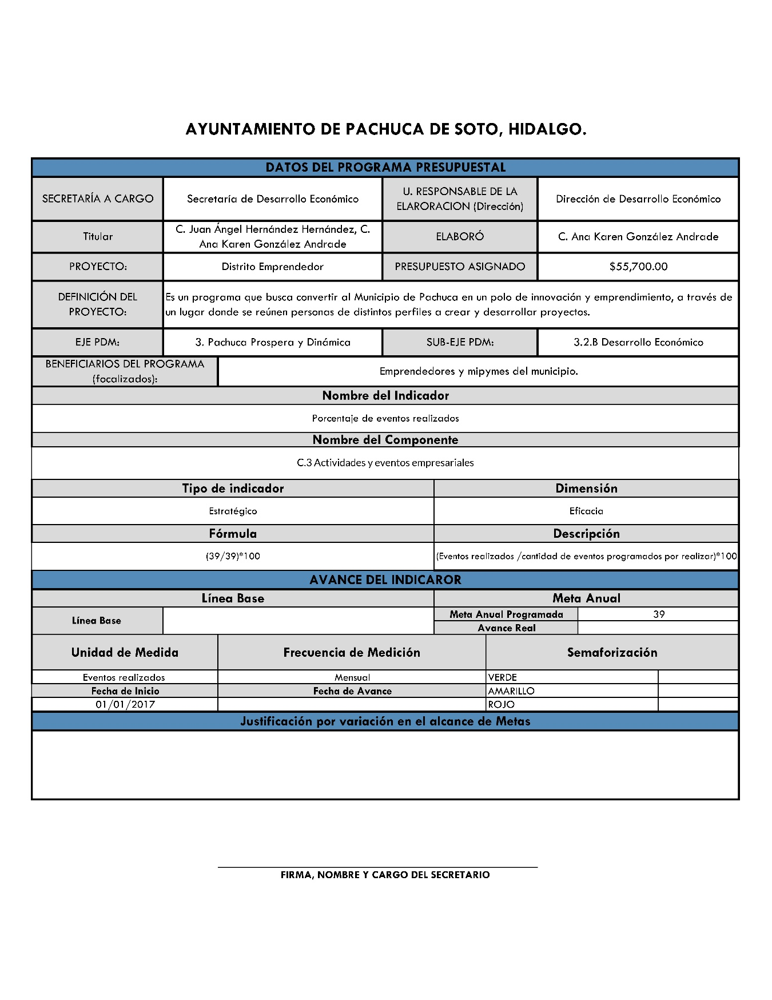 AYUNTAMIENTO DE PACHUCA DE SOTO, HIDALGO.
DATOS DEL PROGRAMA PRESUPUESTAL
SECRETARÍA A CARGO
Secretaría de Desarrollo Económico
U. RESPONSABLE DE LA
ELARORACION (Dirección)
Dirección de Desarrollo Económico
Titular
C. Juan Ángel Hernández Hernández, C.
Ana Karen González Andrade
ELABORÓ
C. Ana Karen González Andrade
PROYECTO:
Distrito Emprendedor
PRESUPUESTO ASIGNADO
$55,700.00
DEFINICIÓN DEL
PROYECTO:
Es un programa que busca convertir al Municipio de Pachuca en un polo de innovación y emprendimiento, a través de
un lugar donde se reúnen personas de distintos perfiles a crear y desarrollar proyectos.
EJE PDM:
3. Pachuca Prospera y Dinámica
SUB-EJE PDM:
3.2.B Desarrollo Económico
BENEFICIARIOS DEL PROGRAMA
(focalizados):
Emprendedores y mipymes del municipio.
Nombre del Indicador
Porcentaje de eventos realizados
Nombre del Componente
C.3 Actividades y eventos empresariales
Tipo de indicador
Dimensión
Estratégico
Eficacia
Fórmula
Descripción
(39/39)*100
(Eventos realizados /cantidad de eventos programados por realizar)*100
AVANCE DEL INDICAROR
Línea Base
Meta Anual
Línea Base
Meta Anual Programada
39
Avance Real
Unidad de Medida
Frecuencia de Medición
Semaforización
Eventos realizados
Mensual
VERDE
Fecha de Inicio
Fecha de Avance
AMARILLO
01/01/2017
ROJO
Justificación por variación en el alcance de Metas
FIRMA, NOMBRE Y CARGO DEL SECRETARIO